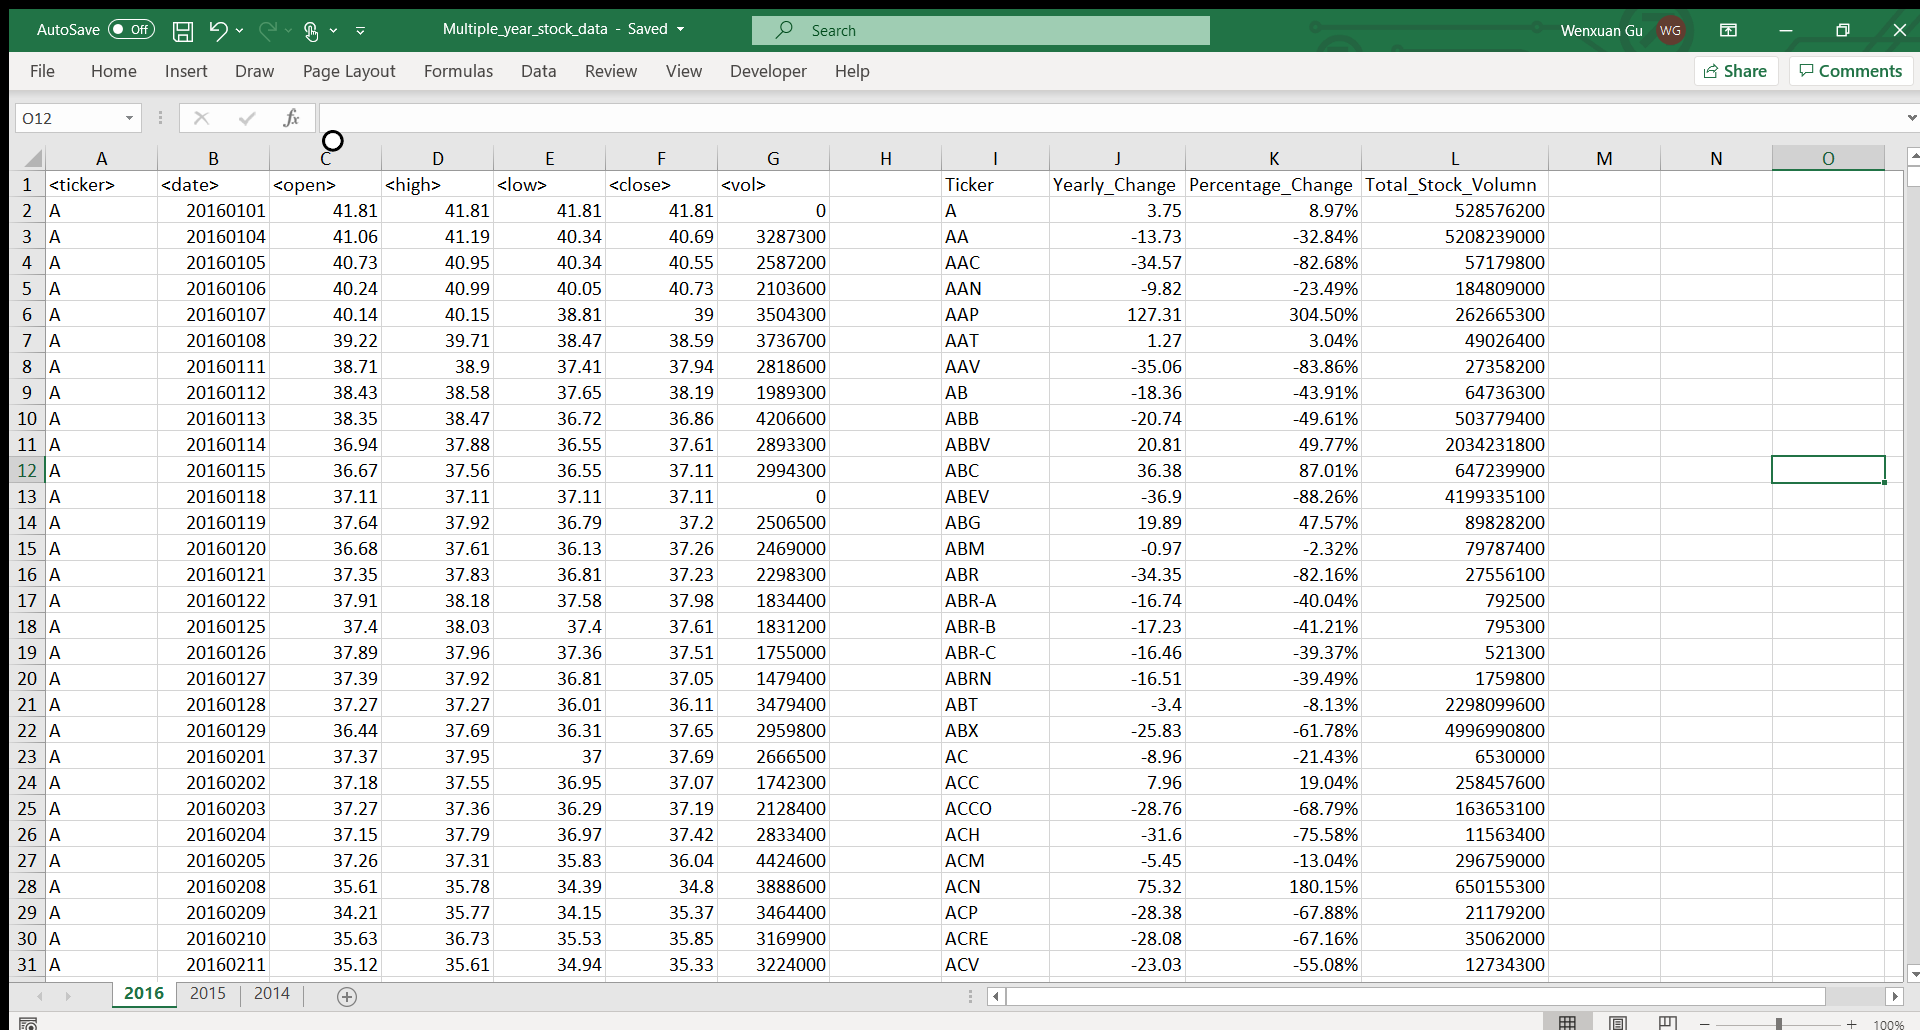 AutoSave Off Multiple_year_stock_data - Saved Search Wenxuan Gu WG
File Home Insert Draw Page Layout Formulas Data Review View Developer Help Share Comments
O12 fx
A B C D E F G H I J K L M N O
1 <ticker> <date> <open> <high> <low> <close> <vol> Ticker Yearly_Change Percentage_Change Total_Stock_Volumn
2 A 20160101 41.81 41.81 41.81 41.81 0 A 3.75 8.97% 528576200
3 A 20160104 41.06 41.19 40.34 40.69 3287300 AA -13.73 -32.84% 5208239000
4 A 20160105 40.73 40.95 40.34 40.55 2587200 AAC -34.57 -82.68% 57179800
5 A 20160106 40.24 40.99 40.05 40.73 2103600 AAN -9.82 -23.49% 184809000
6 A 20160107 40.14 40.15 38.81 39 3504300 AAP 127.31 304.50% 262665300
7 A 20160108 39.22 39.71 38.47 38.59 3736700 AAT 1.27 3.04% 49026400
8 A 20160111 38.71 38.9 37.41 37.94 2818600 AAV -35.06 -83.86% 27358200
9 A 20160112 38.43 38.58 37.65 38.19 1989300 AB -18.36 -43.91% 64736300
10 A 20160113 38.35 38.47 36.72 36.86 4206600 ABB -20.74 -49.61% 503779400
11 A 20160114 36.94 37.88 36.55 37.61 2893300 ABBV 20.81 49.77% 2034231800
12 A 20160115 36.67 37.56 36.55 37.11 2994300 ABC 36.38 87.01% 647239900
13 A 20160118 37.11 37.11 37.11 37.11 0 ABEV -36.9 -88.26% 4199335100
14 A 20160119 37.64 37.92 36.79 37.2 2506500 ABG 19.89 47.57% 89828200
15 A 20160120 36.68 37.61 36.13 37.26 2469000 ABM -0.97 -2.32% 79787400
16 A 20160121 37.35 37.83 36.81 37.23 2298300 ABR -34.35 -82.16% 27556100
17 A 20160122 37.91 38.18 37.58 37.98 1834400 ABR-A -16.74 -40.04% 792500
18 A 20160125 37.4 38.03 37.4 37.61 1831200 ABR-B -17.23 -41.21% 795300
19 A 20160126 37.89 37.96 37.36 37.51 1755000 ABR-C -16.46 -39.37% 521300
20 A 20160127 37.39 37.92 36.81 37.05 1479400 ABRN -16.51 -39.49% 1759800
21 A 20160128 37.27 37.27 36.01 36.11 3479400 ABT -3.4 -8.13% 2298099600
22 A 20160129 36.44 37.69 36.31 37.65 2959800 ABX -25.83 -61.78% 4996990800
23 A 20160201 37.37 37.95 37 37.69 2666500 AC -8.96 -21.43% 6530000
24 A 20160202 37.18 37.55 36.95 37.07 1742300 ACC 7.96 19.04% 258457600
25 A 20160203 37.27 37.36 36.29 37.19 2128400 ACCO -28.76 -68.79% 163653100
26 A 20160204 37.15 37.79 36.97 37.42 2833400 ACH -31.6 -75.58% 11563400
27 A 20160205 37.26 37.31 35.83 36.04 4424600 ACM -5.45 -13.04% 296759000
28 A 20160208 35.61 35.78 34.39 34.8 3888600 ACN 75.32 180.15% 650155300
29 A 20160209 34.21 35.77 34.15 35.37 3464400 ACP -28.38 -67.88% 21179200
30 A 20160210 35.63 36.73 35.53 35.85 3169900 ACRE -28.08 -67.16% 35062000
31 A 20160211 35.12 35.61 34.94 35.33 3224000 ACV -23.03 -55.08% 12734300
2016 2015 2014
100%